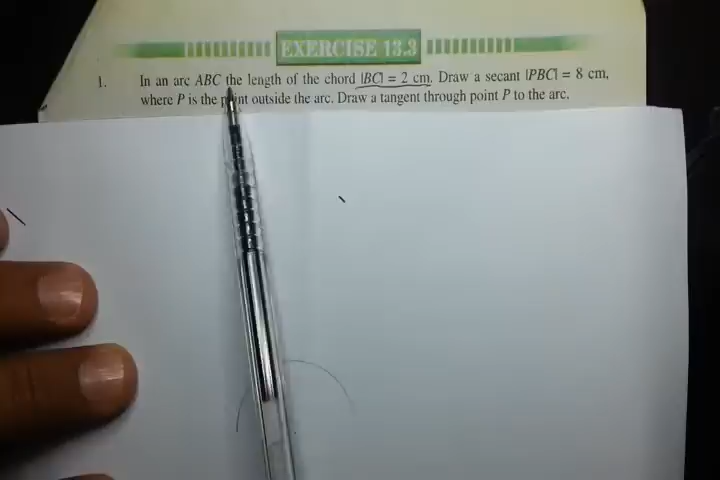 EXERCISE 13.3
1. In an arc ABC the length of the chord |BC| = 2 cm. Draw a secant |PBC| = 8 cm,
where P is the point outside the arc. Draw a tangent through point P to the arc.